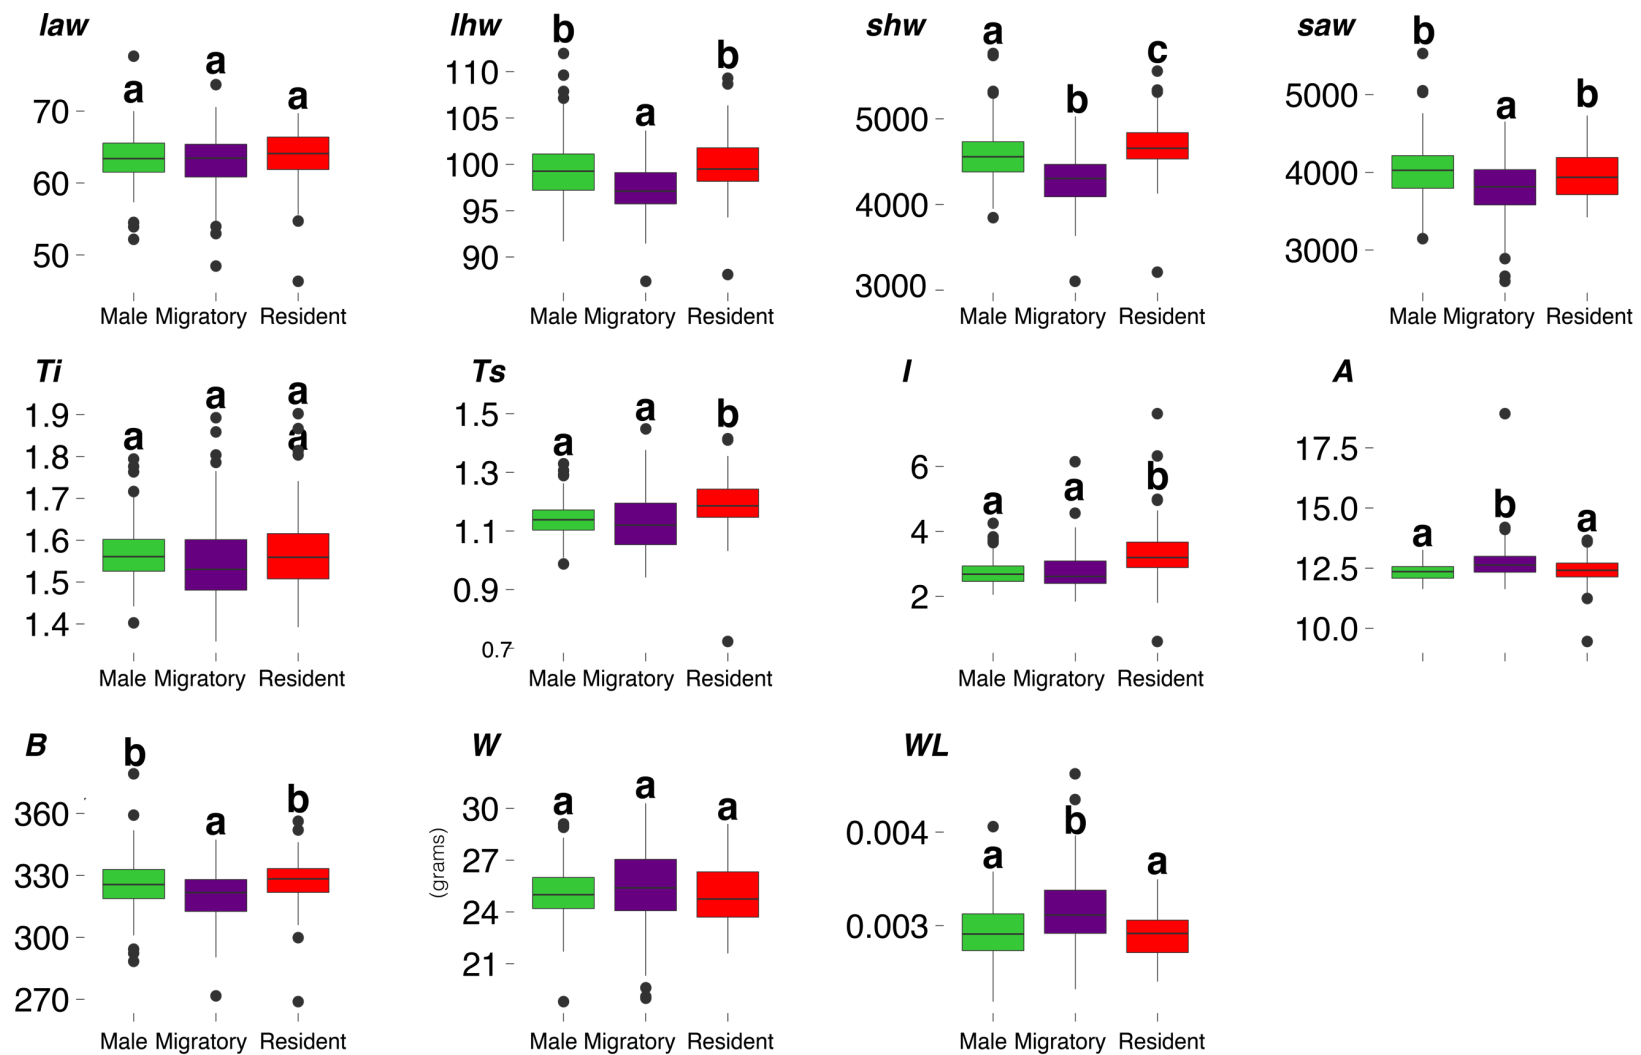 law
a
a
a
70
60
50
Male Migratory Resident
lhw
b
a
b
110
105
100
95
90
Male Migratory Resident
shw
a
b
c
5000
4000
3000
Male Migratory Resident
saw
b
a
b
5000
4000
3000
Male Migratory Resident
Ti
a
a
a
a
1.9
1.8
1.7
1.6
1.5
1.4
Male Migratory Resident
Ts
a
a
b
1.5
1.3
1.1
0.9
0.7
Male Migratory Resident
I
a
a
b
6
4
2
Male Migratory Resident
A
a
b
a
17.5
15.0
12.5
10.0
B
b
a
b
360
330
300
270
Male Migratory Resident
W
a
a
a
(grams)
30
27
24
21
Male Migratory Resident
WL
a
b
a
0.004
0.003
Male Migratory Resident